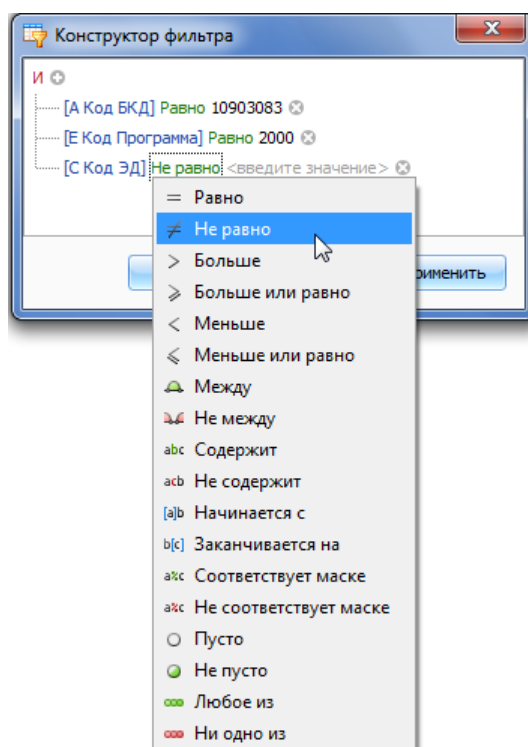 Конструктор фильтра
И
[А Код БКД] Равно 10903083
[Е Код Программа] Равно 2000
[С Код ЭД] Не равно <введите значение>
= Равно
≠ Не равно
> Больше
⩾ Больше или равно
< Меньше
⩽ Меньше или равно
Между
Не между
abc Содержит
acb Не содержит
[a]b Начинается с
b[c] Заканчивается на
a%c Соответствует маске
a%c Не соответствует маске
Пусто
Не пусто
Любое из
Ни одно из